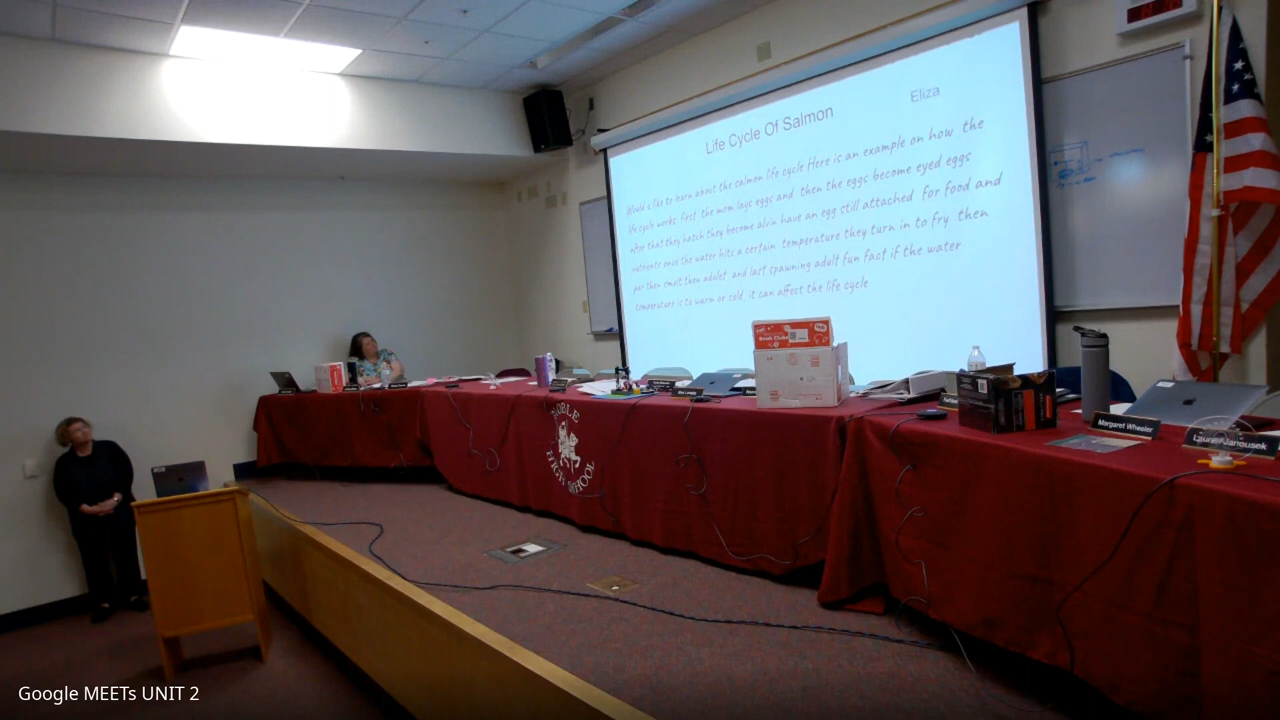 Eliza
Life Cycle Of Salmon
Would a like to learn about the salmon life cycle Here is an example on how the
life cycle works: first the mom lays eggs and then the eggs become eyed eggs
after that they hatch they become alvin have an egg still attached for food and
nutrients once the water hits a certain temperature they turn in to fry then
par then smolt then adalet and last spawning adult fun fact if the water
temperature is to warm or cold it can affect the life cycle
NOBLE
HIGH SCHOOL
Book Clubs
Margaret Wheeler
Lauren Janousek
Google MEETs UNIT 2